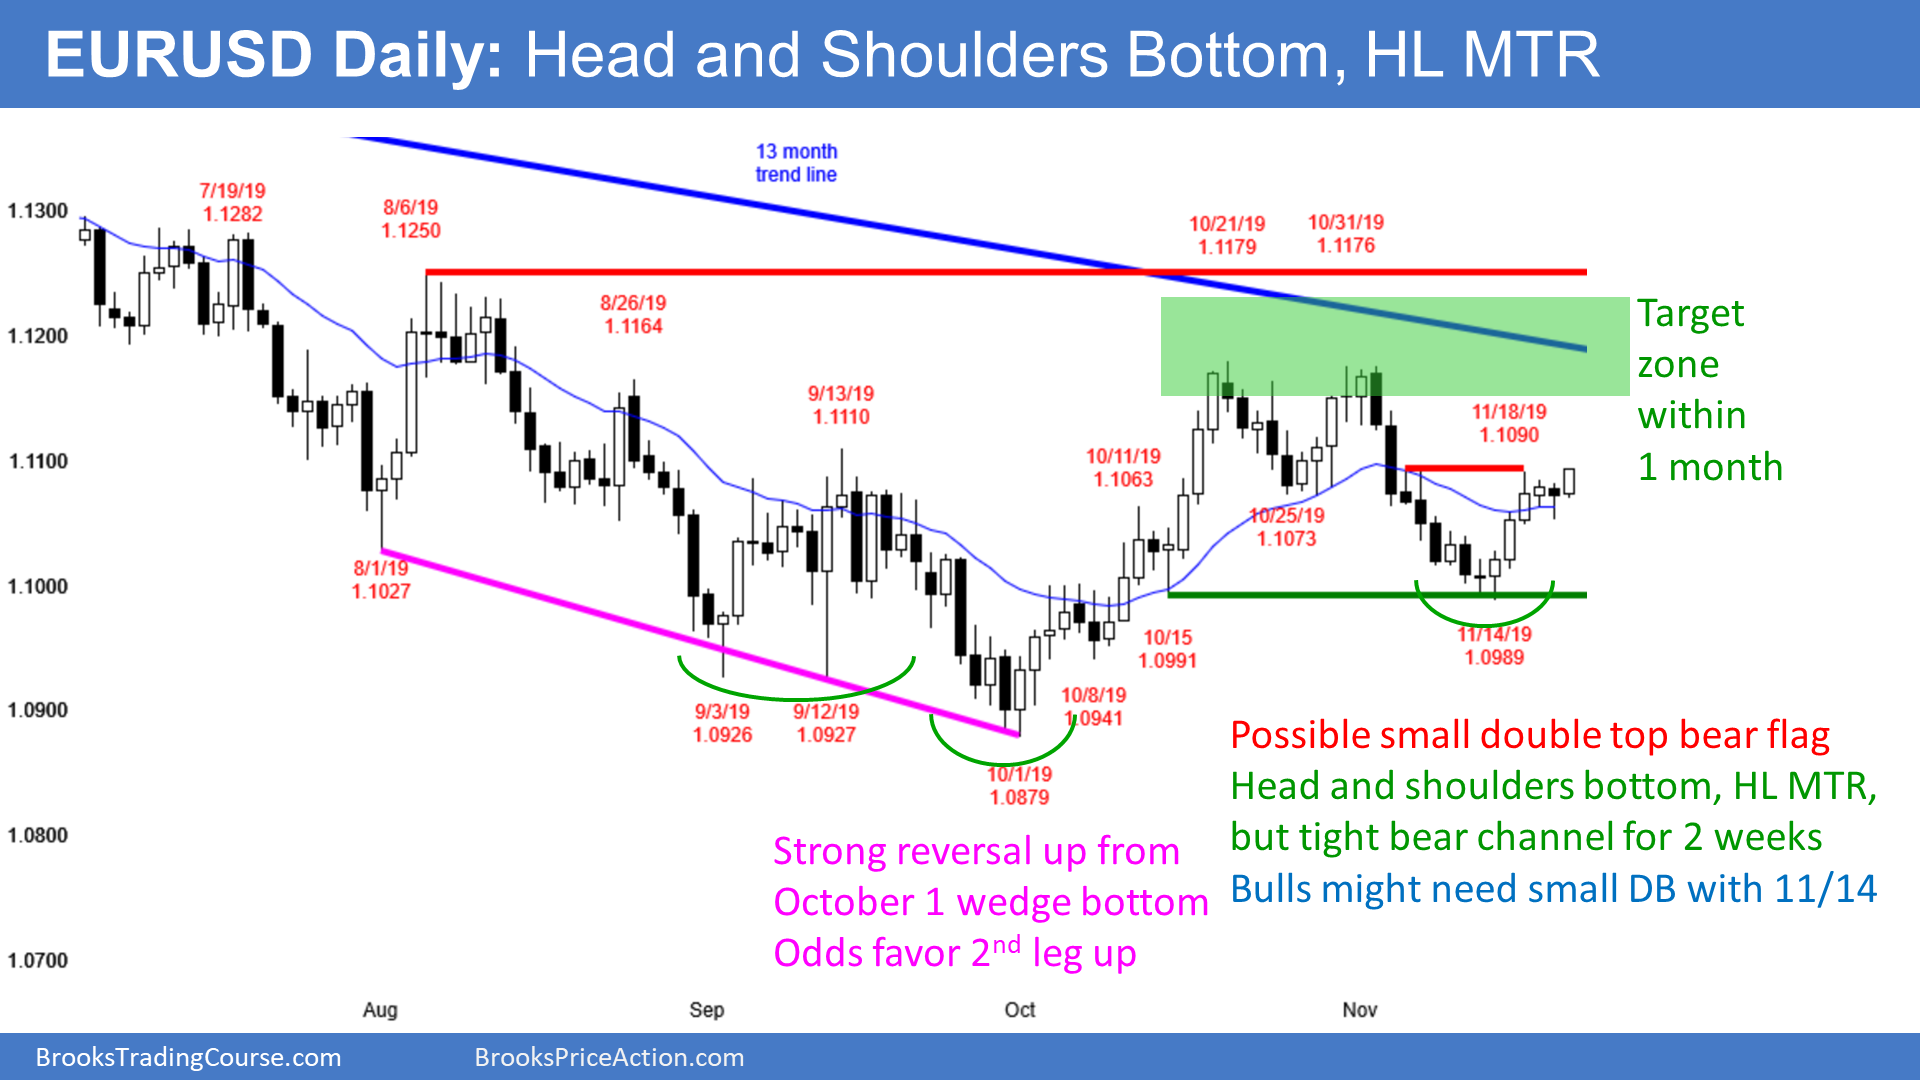 EURUSD Daily: Head and Shoulders Bottom, HL MTR
13 month
trend line
7/19/19
1.1282
8/6/19
1.1250
10/21/19
1.1179
10/31/19
1.1176
1.1300
8/26/19
1.1164
Target
zone
within
1 month
1.1200
9/13/19
1.1110
11/18/19
1.1090
10/11/19
1.1063
1.1100
10/25/19
1.1073
8/1/19
1.1027
1.1000
10/15
1.0991
11/14/19
1.0989
10/8/19
1.0941
9/3/19
1.0926
9/12/19
1.0927
1.0900
10/1/19
1.0879
Possible small double top bear flag
Head and shoulders bottom, HL MTR,
but tight bear channel for 2 weeks
Bulls might need small DB with 11/14
1.0800
Strong reversal up from
October 1 wedge bottom
Odds favor 2nd leg up
1.0700
Aug
Sep
Oct
Nov
BrooksTradingCourse.com
BrooksPriceAction.com